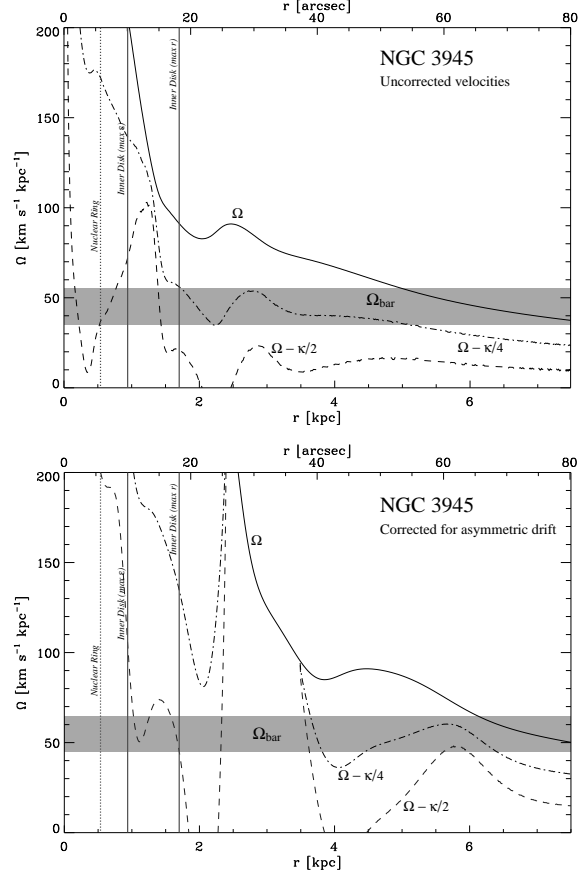 r [arcsec]
0 20 40 60 80
NGC 3945
Uncorrected velocities
Nuclear Ring
Inner Disk (max ε)
Inner Disk (max r)
Ω
Ω_bar
Ω − κ/2
Ω − κ/4
Ω [km s⁻¹ kpc⁻¹]
200
150
100
50
0
0 2 4 6
r [kpc]
r [arcsec]
0 20 40 60 80
NGC 3945
Corrected for asymmetric drift
Nuclear Ring
Inner Disk (max ε)
Inner Disk (max r)
Ω
Ω_bar
Ω − κ/4
Ω − κ/2
Ω [km s⁻¹ kpc⁻¹]
200
150
100
50
0
0 2 4 6
r [kpc]